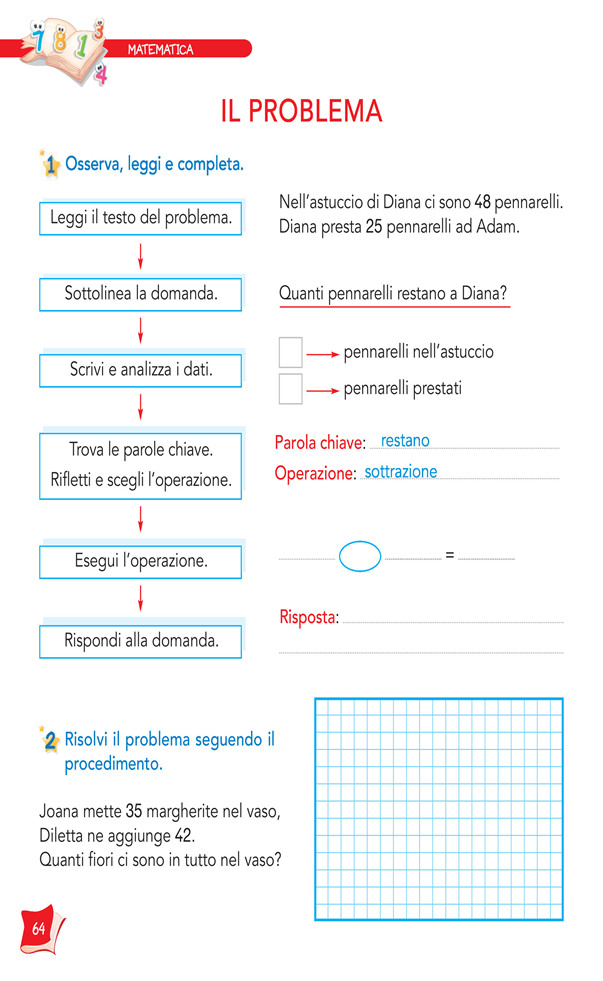 7 8 1 3 4
MATEMATICA
IL PROBLEMA
1 Osserva, leggi e completa.
Leggi il testo del problema.
Nell'astuccio di Diana ci sono 48 pennarelli.
Diana presta 25 pennarelli ad Adam.
Sottolinea la domanda.
Quanti pennarelli restano a Diana?
Scrivi e analizza i dati.
pennarelli nell'astuccio
pennarelli prestati
Trova le parole chiave.
Rifletti e scegli l'operazione.
Parola chiave: restano
Operazione: sottrazione
Esegui l'operazione.
=
Rispondi alla domanda.
Risposta:
2 Risolvi il problema seguendo il
procedimento.
Joana mette 35 margherite nel vaso,
Diletta ne aggiunge 42.
Quanti fiori ci sono in tutto nel vaso?
64